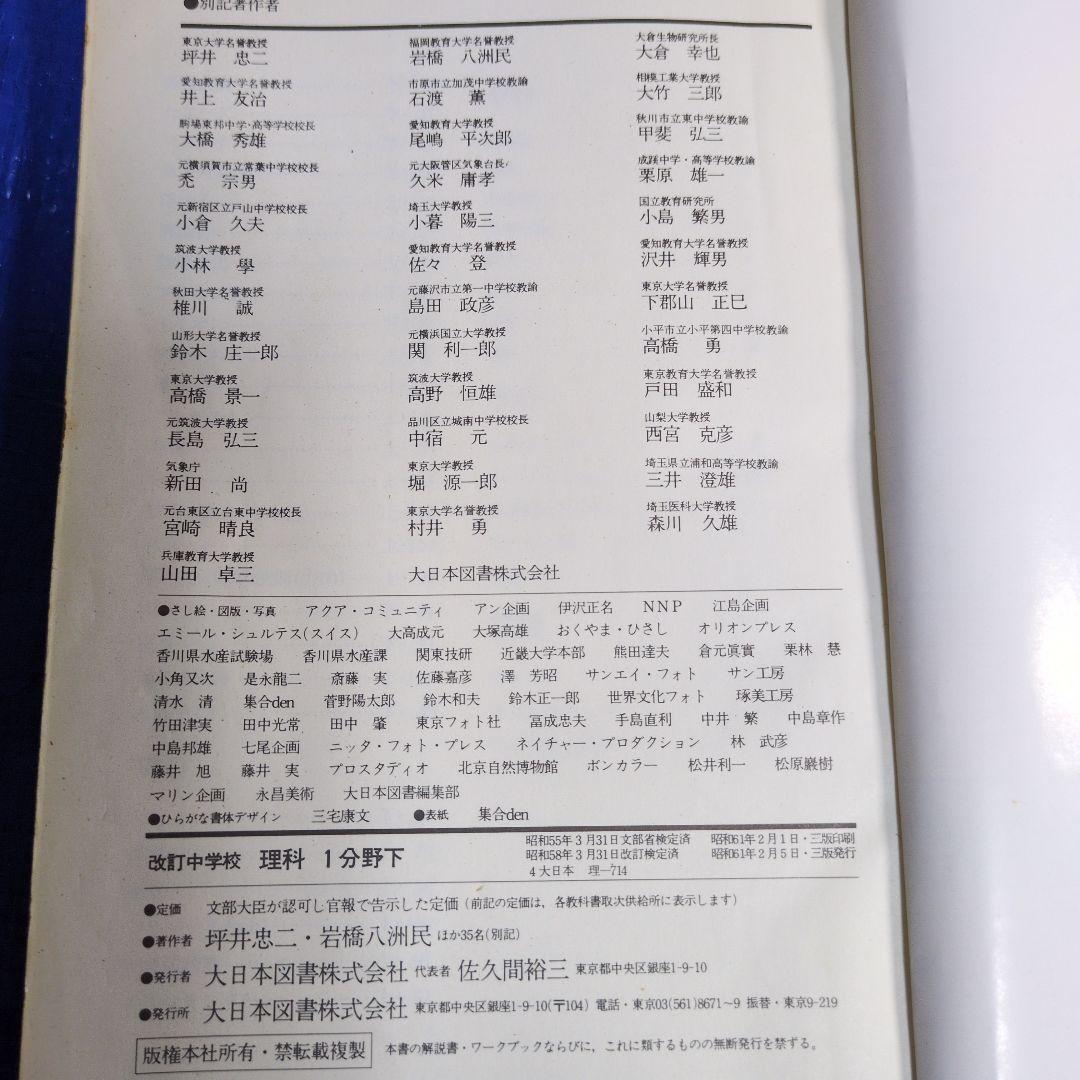 ●別記著作者
東京大学名誉教授 福岡教育大学名誉教授 大倉生物研究所長
坪井 忠二 岩橋 八洲民 大倉 幸也
愛知教育大学名誉教授 市原市立加茂中学校教諭 相模工業大学教授
井上 友治 石渡 薫 大竹 三郎
駒場東邦中学・高等学校校長 愛知教育大学教授 秋川市立東中学校教諭
大橋 秀雄 尾嶋 平次郎 甲斐 弘三
元横須賀市立常葉中学校校長 元大阪管区気象台長 成蹊中学・高等学校教諭
禿 宗男 久米 庸孝 栗原 雄一
元新宿区立戸山中学校校長 埼玉大学教授 国立教育研究所
小倉 久夫 小暮 陽三 小島 繁男
筑波大学教授 愛知教育大学名誉教授 愛知教育大学名誉教授
小林 學 佐々 登 沢井 輝男
秋田大学名誉教授 元藤沢市立第一中学校教諭 東京大学名誉教授
椎川 誠 島田 政彦 下郡山 正巳
山形大学名誉教授 元横浜国立大学教授 小平市立小平第四中学校教諭
鈴木 庄一郎 関 利一郎 高橋 勇
東京大学教授 筑波大学教授 東京教育大学名誉教授
高橋 景一 高野 恒雄 戸田 盛和
元筑波大学教授 品川区立城南中学校校長 山梨大学教授
長島 弘三 中宿 元 西宮 克彦
気象庁 東京大学教授 埼玉県立浦和高等学校教諭
新田 尚 堀 源一郎 三井 澄雄
元台東区立台東中学校校長 東京大学名誉教授 埼玉医科大学教授
宮崎 晴良 村井 勇 森川 久雄
兵庫教育大学教授
山田 卓三 大日本図書株式会社
●さし絵・図版・写真 アクア・コミュニティ アン企画 伊沢正名 NNP 江島企画
エミール・シュルテス(スイス) 大高成元 大塚高雄 おくやま・ひさし オリオンプレス
香川県水産試験場 香川県水産課 関東技研 近畿大学本部 熊田達夫 倉元眞實 栗林 慧
小角又次 是永龍二 斎藤 実 佐藤嘉彦 澤 芳昭 サンエイ・フォト サン工房
清水 清 集合den 菅野陽太郎 鈴木和夫 鈴木正一郎 世界文化フォト 琢美工房
竹田津実 田中光常 田中 肇 東京フォト社 冨成忠夫 手島直利 中井 繁 中島章作
中島邦雄 七尾企画 ニッタ・フォト・プレス ネイチャー・プロダクション 林 武彦
藤井 旭 藤井 実 プロスタディオ 北京自然博物館 ボンカラー 松井利一 松原巖樹
マリン企画 永昌美術 大日本図書編集部
●ひらがな書体デザイン 三宅康文 ●表紙 集合den
改訂中学校 理科 1分野下
昭和55年3月31日文部省検定済 昭和61年2月1日・三版印刷
昭和58年3月31日改訂検定済 昭和61年2月5日・三版発行
4 大日本 理―714
●定価 文部大臣が認可し官報で告示した定価(前記の定価は、各教科書取次供給所に表示します)
●著作者 坪井忠二・岩橋八洲民 ほか35名(別記)
●発行者 大日本図書株式会社 代表者 佐久間裕三 東京都中央区銀座1-9-10
●発行所 大日本図書株式会社 東京都中央区銀座1-9-10(〒104) 電話・東京03(561)8671~9 振替・東京9-219
版権本社所有・禁転載複製 本書の解説書・ワークブックならびに、これに類するものの無断発行を禁ずる。